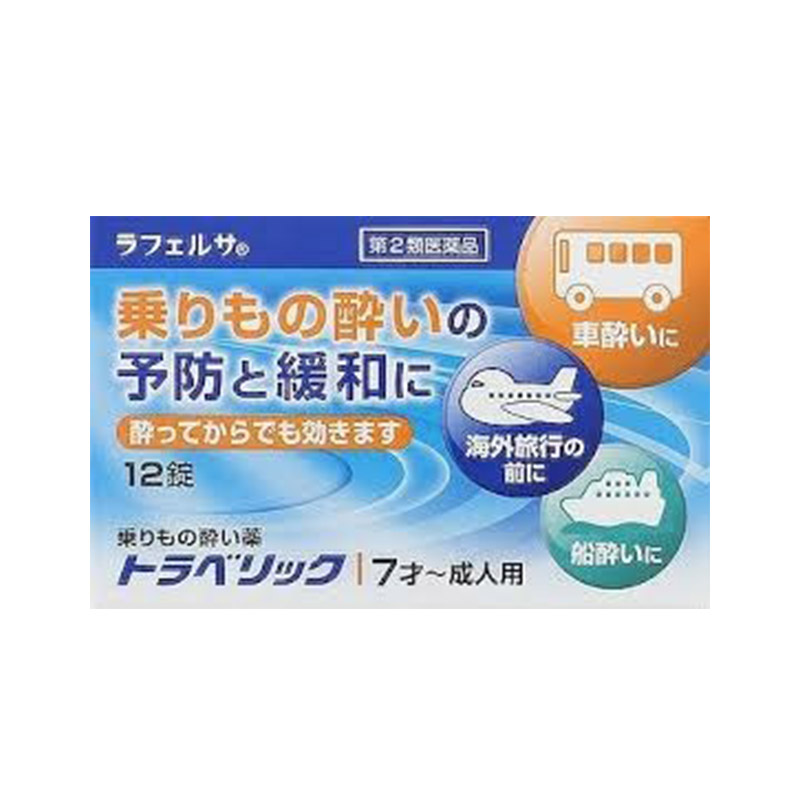 ラフェルサ®
第2類医薬品
乗りもの酔いの
予防と緩和に
酔ってからでも効きます
12錠
車酔いに
海外旅行の
前に
船酔いに
乗りもの酔い薬
トラベリック 7才～成人用